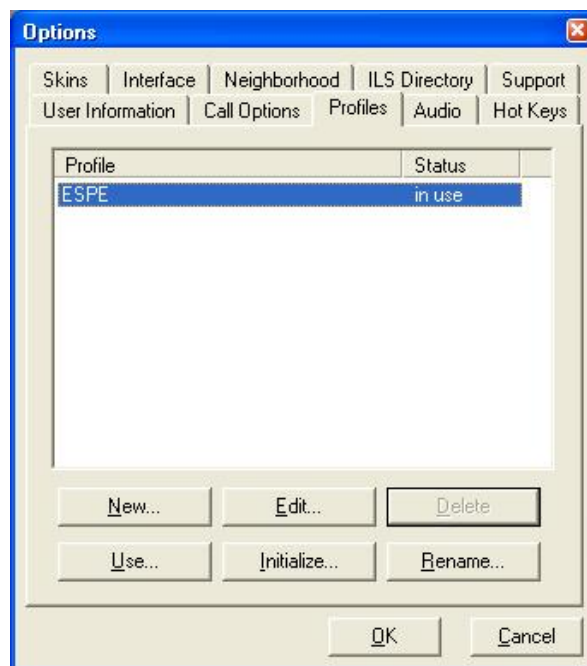 Options
Skins Interface Neighborhood ILS Directory Support
User Information Call Options Profiles Audio Hot Keys
Profile Status
ESPE in use
New... Edit... Delete
Use... Initialize... Rename...
OK Cancel